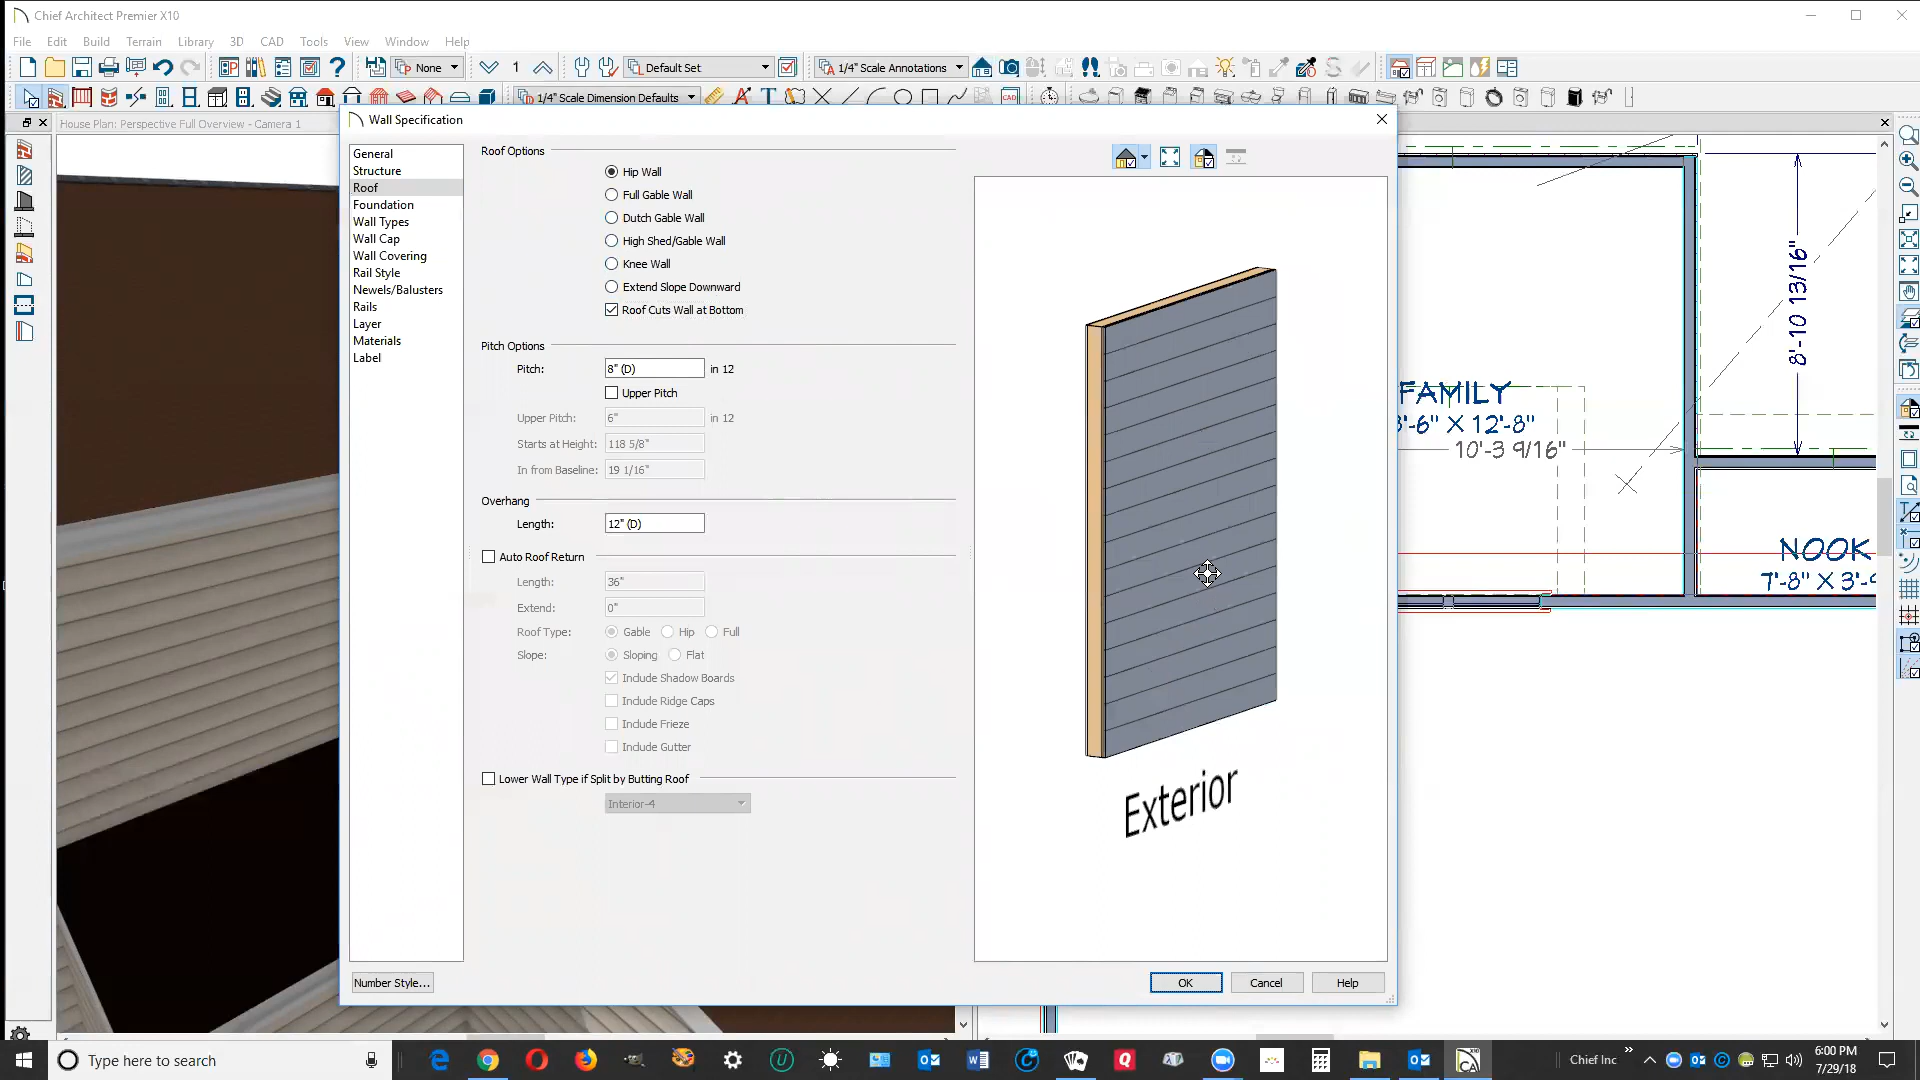 Chief Architect Premier X10
File Edit Build Terrain Library 3D CAD Tools View Window Help
None 1 Default Set 1/4" Scale Annotations
1/4" Scale Dimension Defaults
House Plan: Perspective Full Overview - Camera 1
Wall Specification
General
Structure
Roof
Foundation
Wall Types
Wall Cap
Wall Covering
Rail Style
Newels/Balusters
Rails
Layer
Materials
Label
Roof Options
Hip Wall
Full Gable Wall
Dutch Gable Wall
High Shed/Gable Wall
Knee Wall
Extend Slope Downward
Roof Cuts Wall at Bottom
Pitch Options
Pitch: 8" (D) in 12
Upper Pitch
Upper Pitch: 6" in 12
Starts at Height: 118 5/8"
In from Baseline: 19 1/16"
Overhang
Length: 12" (D)
Auto Roof Return
Length: 36"
Extend: 0"
Roof Type: Gable Hip Full
Slope: Sloping Flat
Include Shadow Boards
Include Ridge Caps
Include Frieze
Include Gutter
Lower Wall Type if Split by Butting Roof
Interior-4
Exterior
Number Style... OK Cancel Help
8'-10 13/16"
FAMILY
'-6" X 12'-8"
10'-3 9/16"
NOOK
7'-8" X 3'-
Type here to search
Chief Inc
6:00 PM
7/29/18